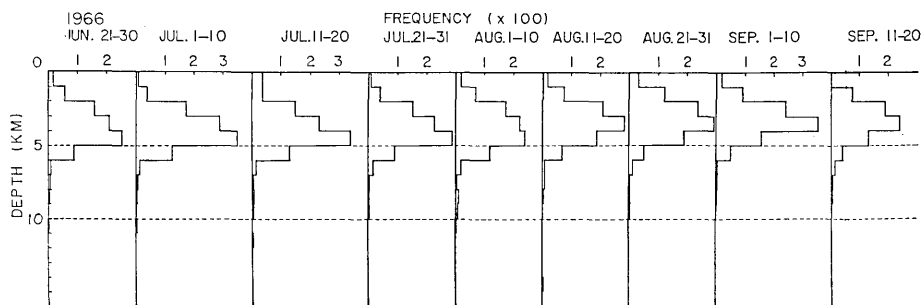 1966 FREQUENCY (x 100)
JUN. 21-30 JUL. 1-10 JUL. 11-20 JUL. 21-31 AUG. 1-10 AUG. 11-20 AUG. 21-31 SEP. 1-10 SEP. 11-20
0 1 2 1 2 3 1 2 3 1 2 1 2 1 2 1 2 1 2 3 1 2
5
10
DEPTH (KM)